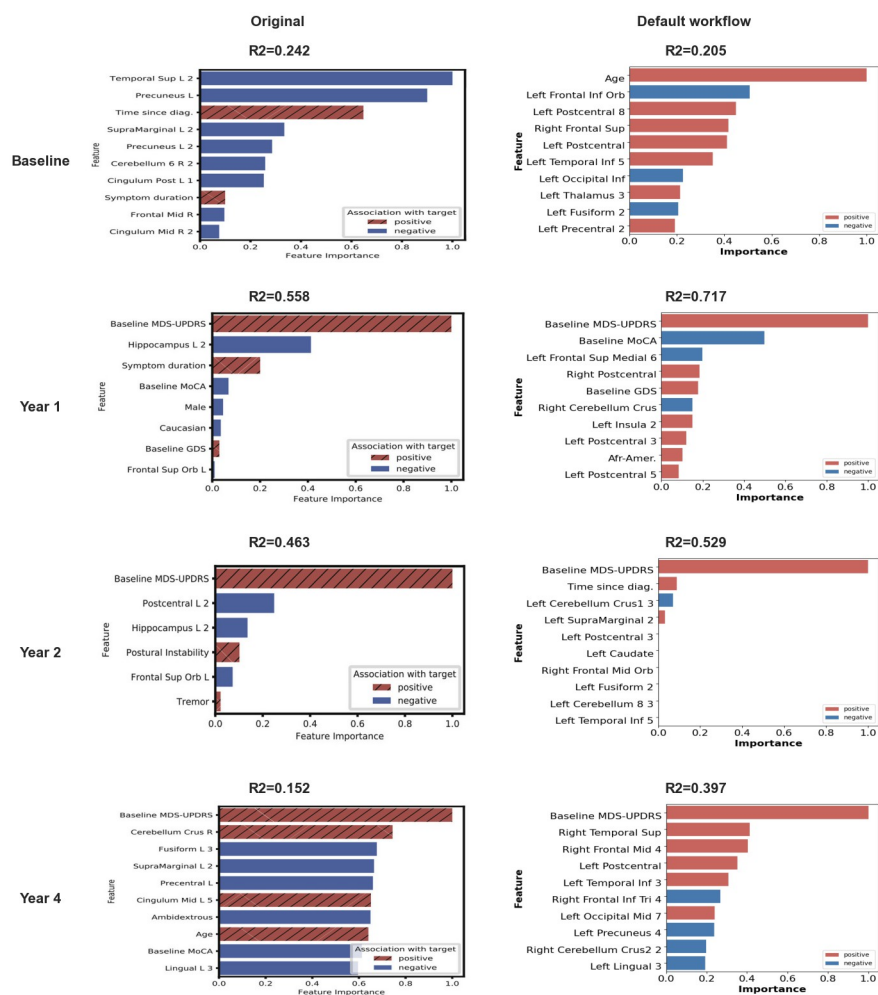 Original
Default workflow
Baseline
R2=0.242
Feature
Temporal Sup L 2
Precuneus L
Time since diag.
SupraMarginal L 2
Precuneus L 2
Cerebellum 6 R 2
Cingulum Post L 1
Symptom duration
Frontal Mid R
Cingulum Mid R 2
Association with target
positive
negative
0.0 0.2 0.4 0.6 0.8 1.0
Feature Importance
R2=0.205
Feature
Age
Left Frontal Inf Orb
Left Postcentral 8
Right Frontal Sup
Left Postcentral
Left Temporal Inf 5
Left Occipital Inf
Left Thalamus 3
Left Fusiform 2
Left Precentral 2
positive
negative
0.0 0.2 0.4 0.6 0.8 1.0
Importance
Year 1
R2=0.558
Feature
Baseline MDS-UPDRS
Hippocampus L 2
Symptom duration
Baseline MoCA
Male
Caucasian
Baseline GDS
Frontal Sup Orb L
Association with target
positive
negative
0.0 0.2 0.4 0.6 0.8 1.0
Feature Importance
R2=0.717
Feature
Baseline MDS-UPDRS
Baseline MoCA
Left Frontal Sup Medial 6
Right Postcentral
Baseline GDS
Right Cerebellum Crus
Left Insula 2
Left Postcentral 3
Afr-Amer.
Left Postcentral 5
positive
negative
0.0 0.2 0.4 0.6 0.8 1.0
Importance
Year 2
R2=0.463
Feature
Baseline MDS-UPDRS
Postcentral L 2
Hippocampus L 2
Postural Instability
Frontal Sup Orb L
Tremor
Association with target
positive
negative
0.0 0.2 0.4 0.6 0.8 1.0
Feature Importance
R2=0.529
Feature
Baseline MDS-UPDRS
Time since diag.
Left Cerebellum Crus1 3
Left SupraMarginal 2
Left Postcentral 3
Left Caudate
Right Frontal Mid Orb
Left Fusiform 2
Left Cerebellum 8 3
Left Temporal Inf 5
positive
negative
0.0 0.2 0.4 0.6 0.8 1.0
Importance
Year 4
R2=0.152
Feature
Baseline MDS-UPDRS
Cerebellum Crus R
Fusiform L 3
SupraMarginal L 2
Precentral L
Cingulum Mid L 5
Ambidextrous
Age
Baseline MoCA
Lingual L 3
Association with target
positive
negative
0.0 0.2 0.4 0.6 0.8 1.0
Feature Importance
R2=0.397
Feature
Baseline MDS-UPDRS
Right Temporal Sup
Right Frontal Mid 4
Left Postcentral
Left Temporal Inf 3
Right Frontal Inf Tri 4
Left Occipital Mid 7
Left Precuneus 4
Right Cerebellum Crus2 2
Left Lingual 3
positive
negative
0.0 0.2 0.4 0.6 0.8 1.0
Importance